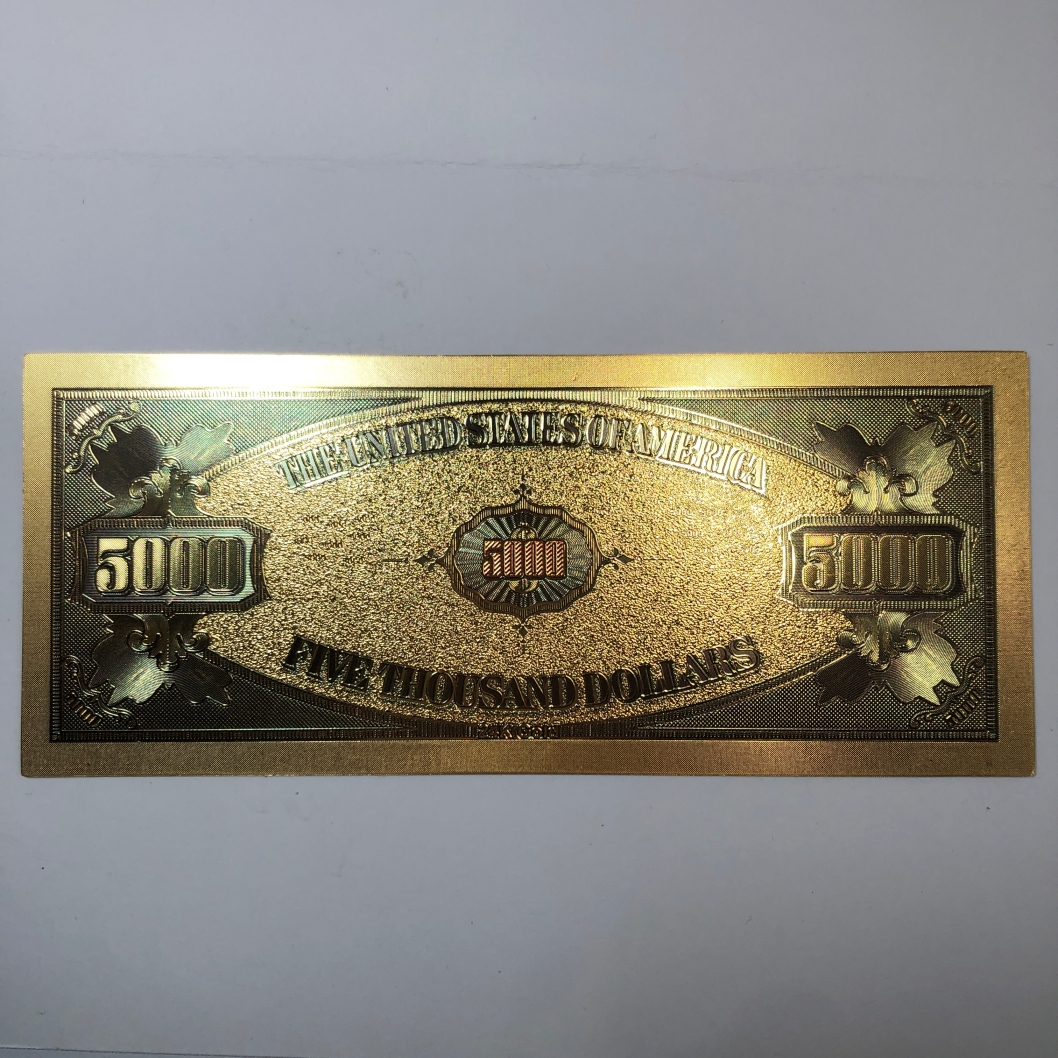 THE UNITED STATES OF AMERICA
5000 5000 5000
FIVE THOUSAND DOLLARS